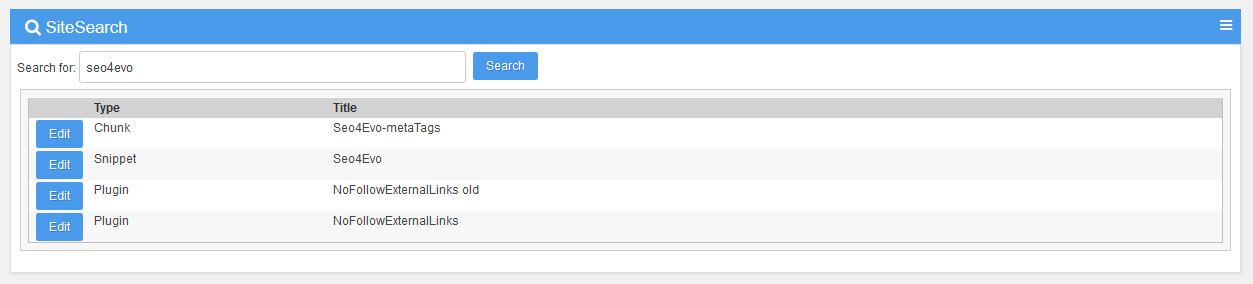 SiteSearch
Search for: seo4evo Search
Type Title
Edit Chunk Seo4Evo-metaTags
Edit Snippet Seo4Evo
Edit Plugin NoFollowExternalLinks old
Edit Plugin NoFollowExternalLinks